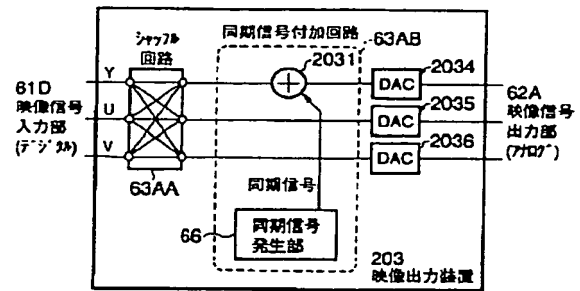 シャッフル
回路
同期信号付加回路
63AB
2031
61D
映像信号
入力部
(デジタル)
Y
U
V
63AA
DAC
2034
DAC
2035
DAC
2036
62A
映像信号
出力部
(アナログ)
同期信号
66
同期信号
発生部
203
映像出力装置